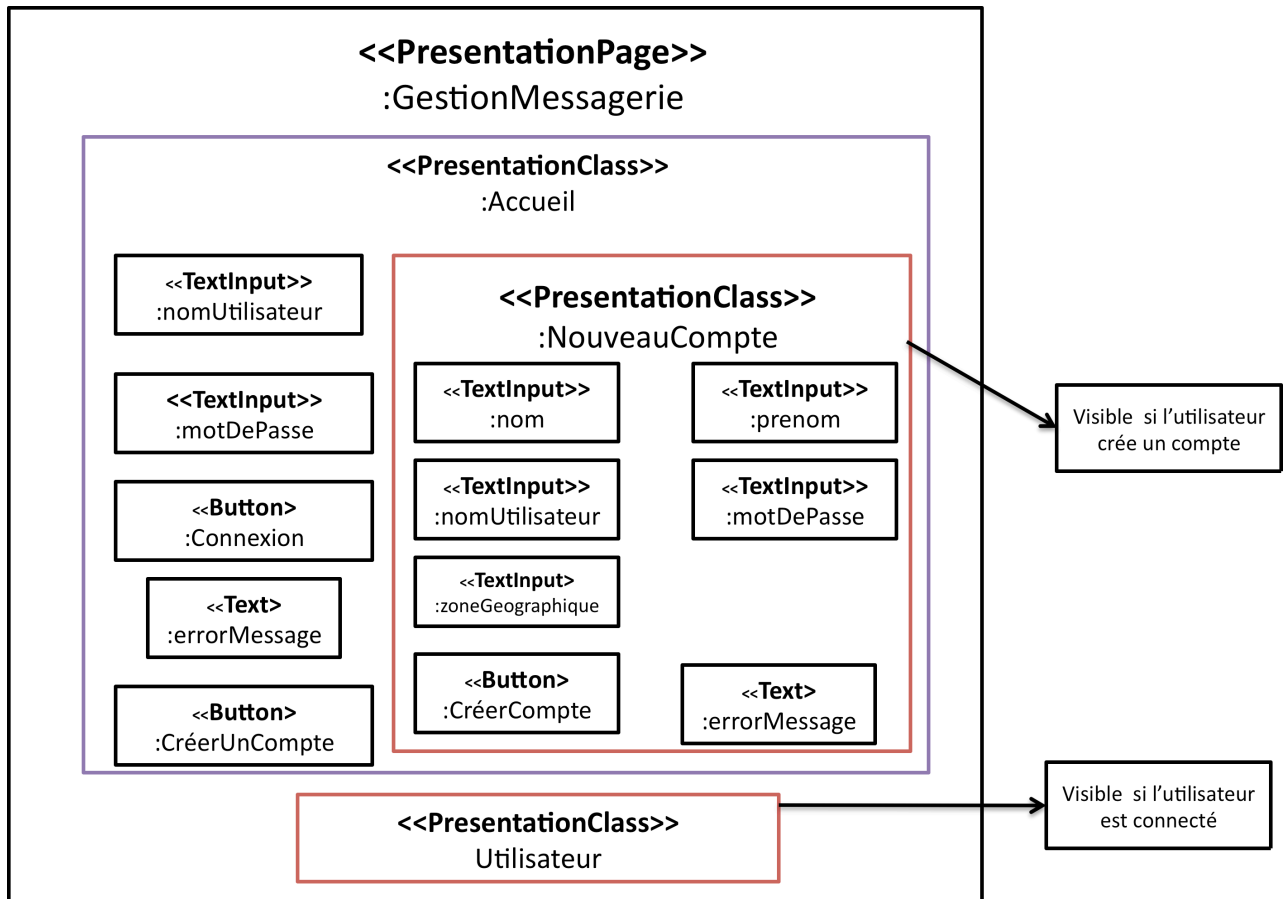 <<PresentationPage>>
:GestionMessagerie
<<PresentationClass>>
:Accueil
<<TextInput>>
:nomUtilisateur
<<TextInput>>
:motDePasse
<<Button>
:Connexion
<<Text>
:errorMessage
<<Button>
:CréerUnCompte
<<PresentationClass>>
:NouveauCompte
<<TextInput>>
:nom
<<TextInput>>
:prenom
<<TextInput>>
:nomUtilisateur
<<TextInput>>
:motDePasse
<<TextInput>
:zoneGeographique
<<Button>
:CréerCompte
<<Text>
:errorMessage
Visible si l’utilisateur
crée un compte
<<PresentationClass>>
Utilisateur
Visible si l’utilisateur
est connecté